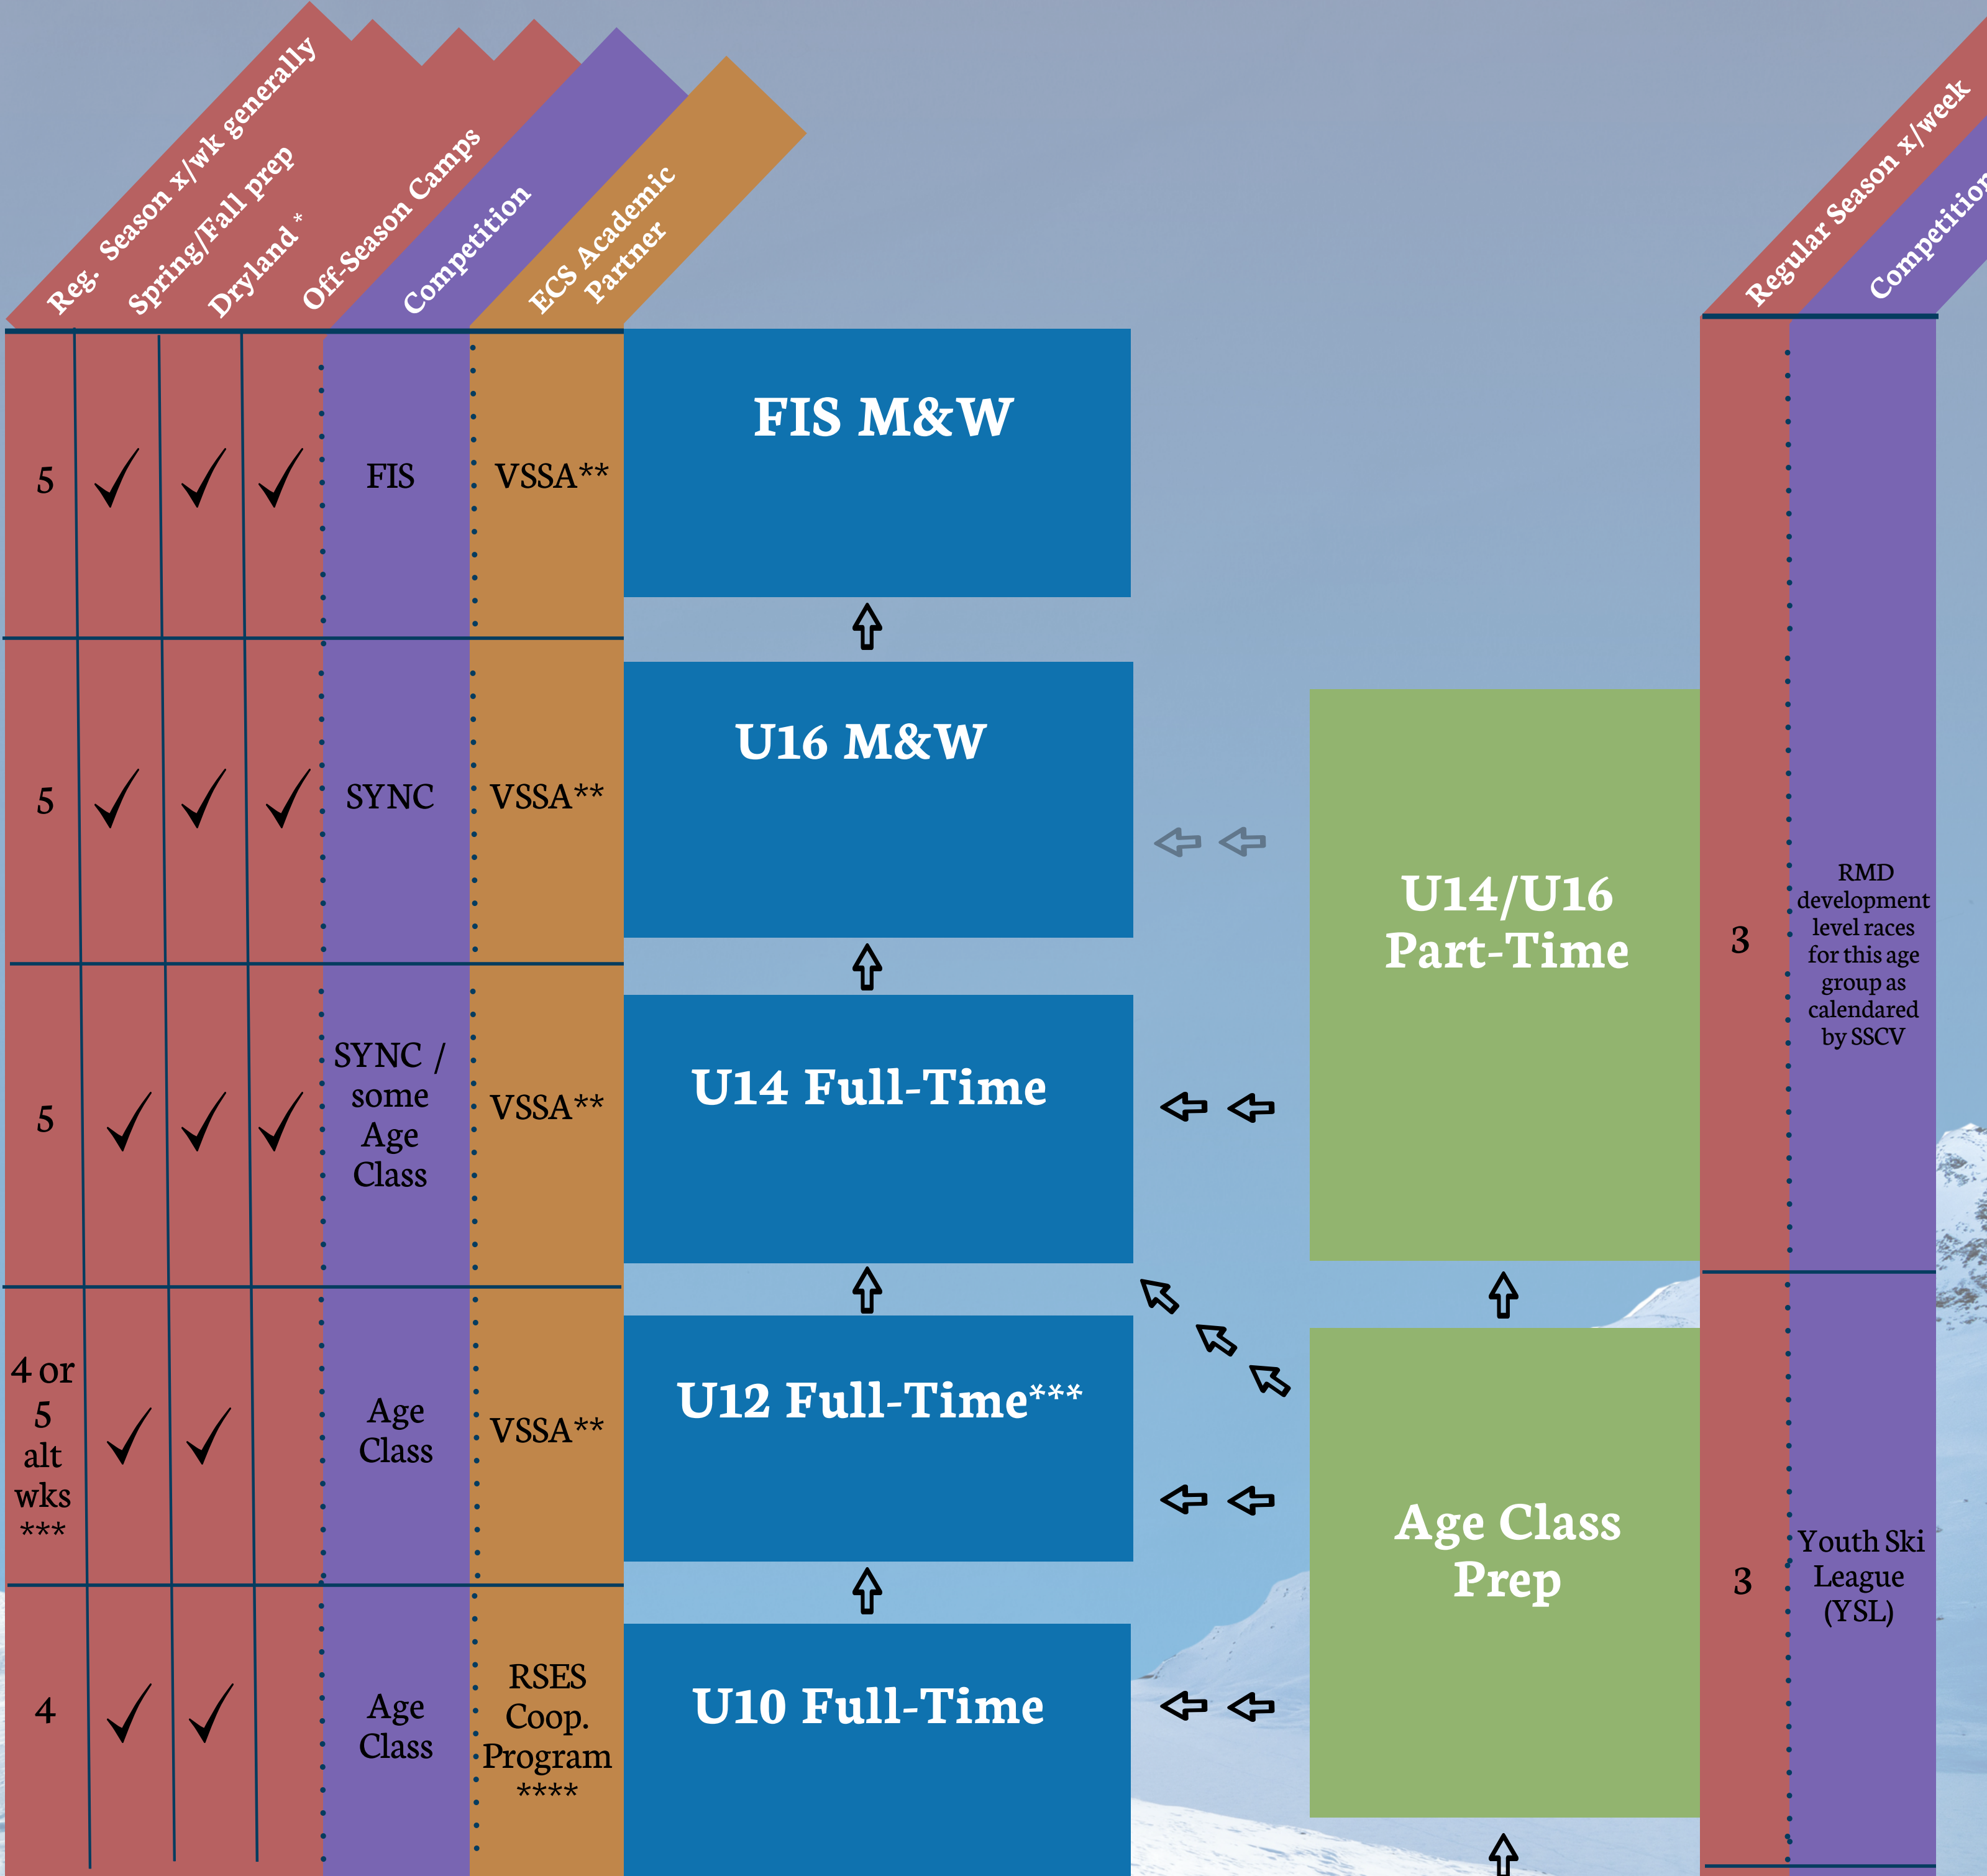 Reg. Season x/wk generally
Spring/Fall prep
Dryland *
Off-Season Camps
Competition
ECS Academic
Partner
Regular Season x/week
Competition
5
FIS
VSSA**
FIS M&W
5
SYNC
VSSA**
U16 M&W
5
SYNC /
some
Age
Class
VSSA**
U14 Full-Time
4 or
5
alt
wks
***
Age
Class
VSSA**
U12 Full-Time***
4
Age
Class
RSES
Coop.
Program
****
U10 Full-Time
U14/U16
Part-Time
3
RMD
development
level races
for this age
group as
calendared
by SSCV
Age Class
Prep
3
Youth Ski
League
(YSL)